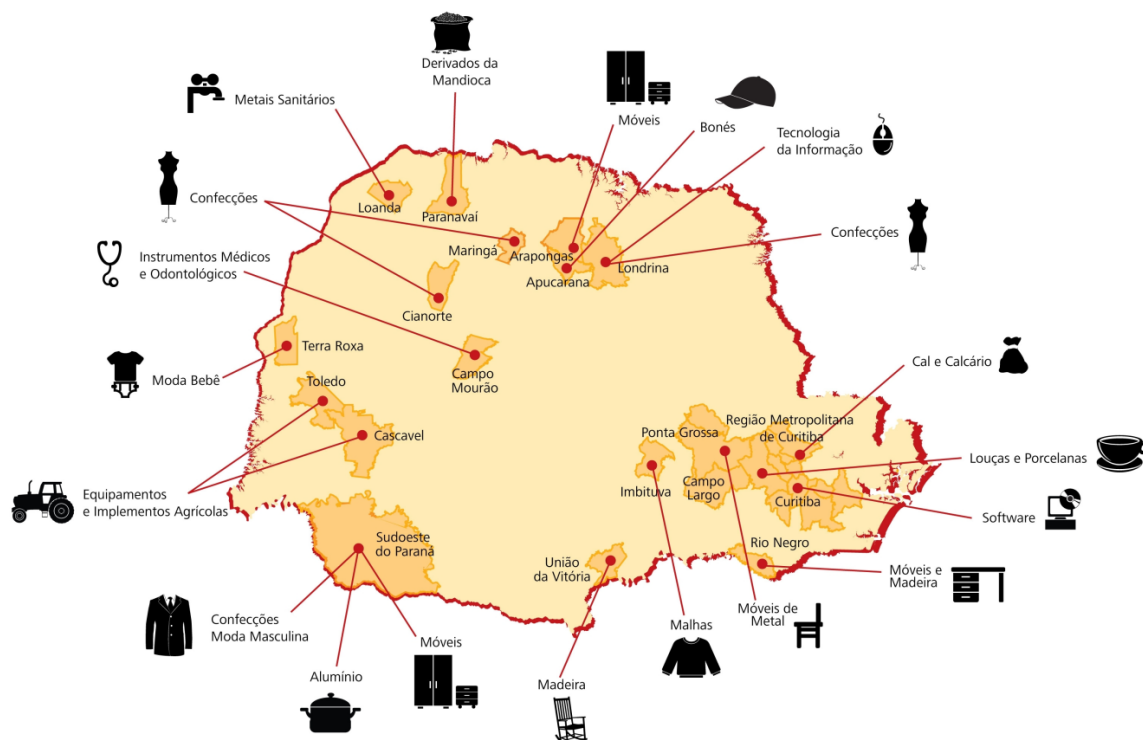 Derivados da
Mandioca
Metais Sanitários
Móveis
Bonés
Tecnologia
da Informação
Confecções
Loanda
Paranavaí
Maringá
Arapongas
Apucarana
Londrina
Confecções
Instrumentos Médicos
e Odontológicos
Cianorte
Terra Roxa
Campo
Mourão
Moda Bebê
Toledo
Cascavel
Cal e Calcário
Região Metropolitana
de Curitiba
Ponta Grossa
Louças e Porcelanas
Imbituva
Campo
Largo
Curitiba
Software
Equipamentos
e Implementos Agrícolas
Sudoeste
do Paraná
União
da Vitória
Rio Negro
Móveis e
Madeira
Confecções
Moda Masculina
Móveis
Alumínio
Madeira
Malhas
Móveis de
Metal